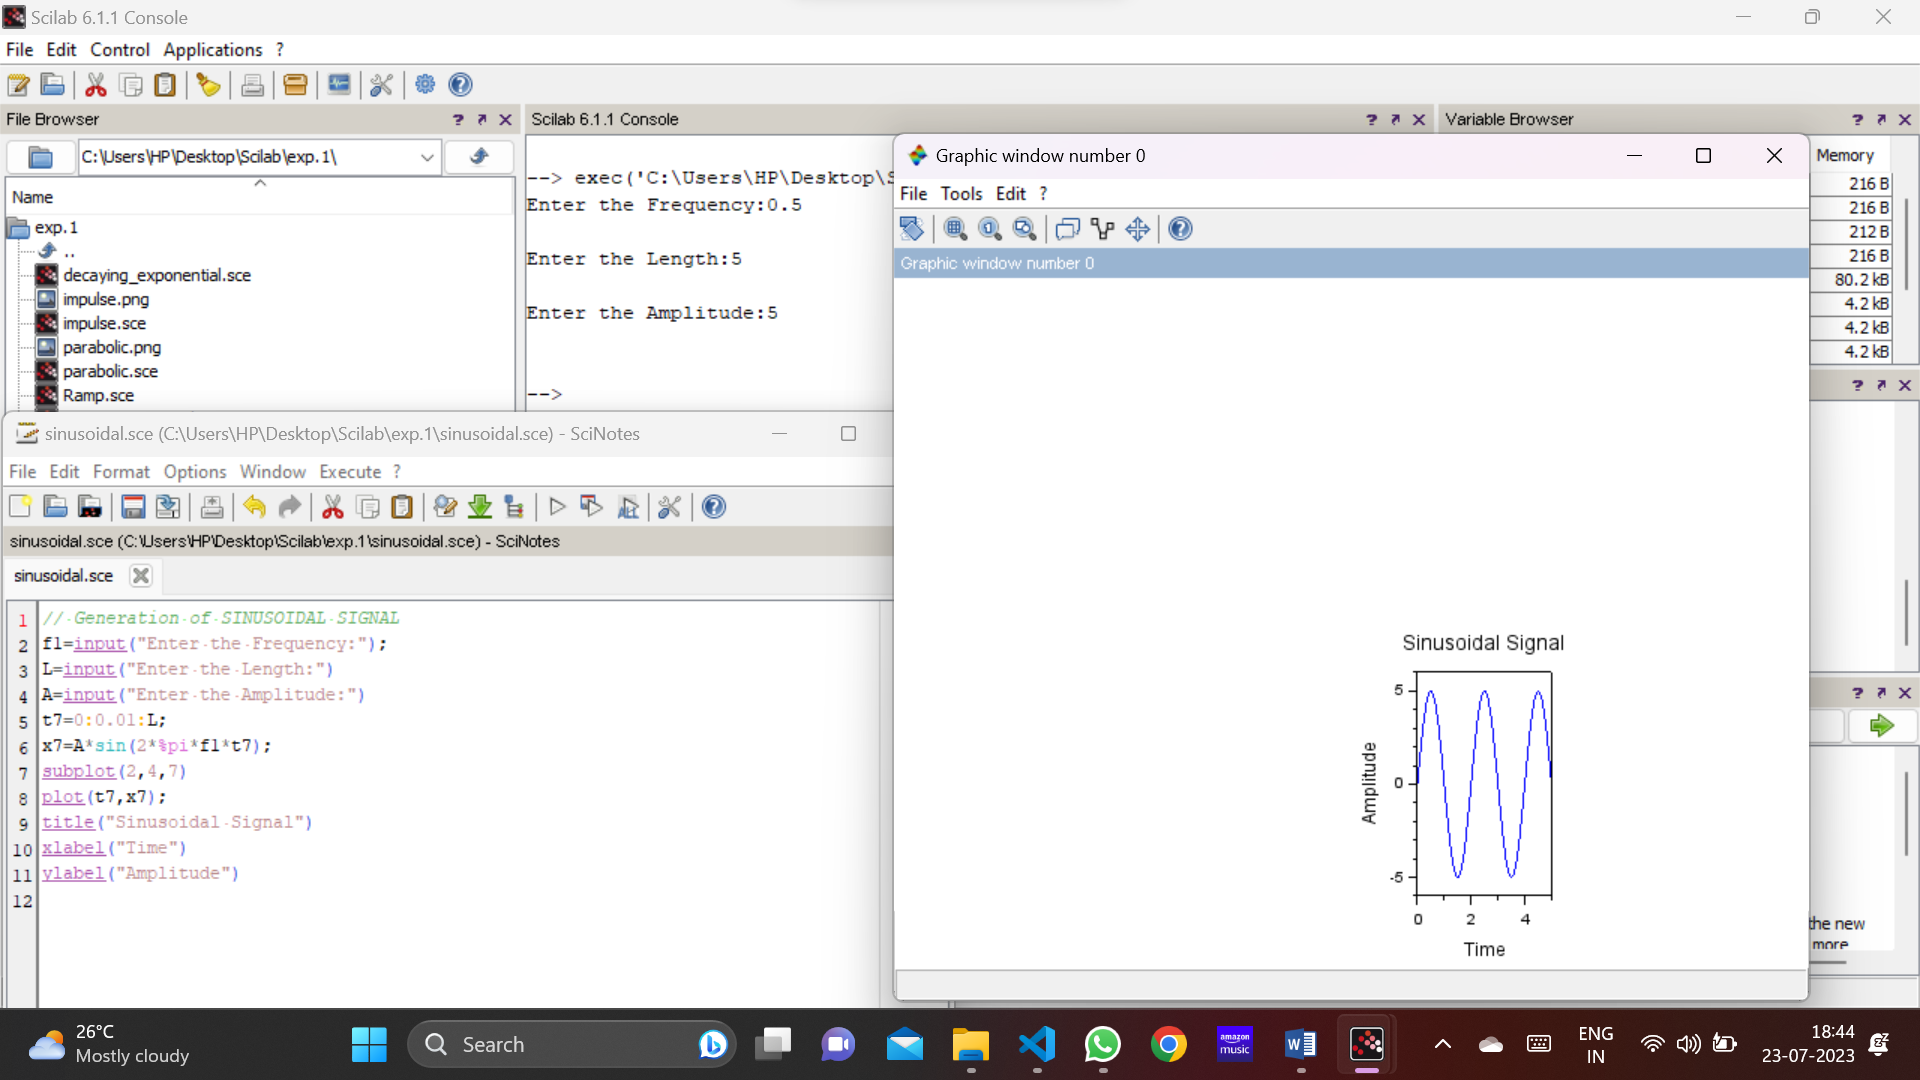 Scilab 6.1.1 Console
File Edit Control Applications ?
File Browser
C:\Users\HP\Desktop\Scilab\exp.1\
Name
exp.1
..
decaying_exponential.sce
impulse.png
impulse.sce
parabolic.png
parabolic.sce
Ramp.sce
Scilab 6.1.1 Console
--> exec('C:\Users\HP\Desktop\S
Enter the Frequency:0.5
Enter the Length:5
Enter the Amplitude:5
-->
Variable Browser
Memory
216 B
216 B
212 B
216 B
80.2 kB
4.2 kB
4.2 kB
4.2 kB
the new
more
Graphic window number 0
File Tools Edit ?
Graphic window number 0
Sinusoidal Signal
Amplitude
5
0
-5
0 2 4
Time
sinusoidal.sce (C:\Users\HP\Desktop\Scilab\exp.1\sinusoidal.sce) - SciNotes
File Edit Format Options Window Execute ?
sinusoidal.sce (C:\Users\HP\Desktop\Scilab\exp.1\sinusoidal.sce) - SciNotes
sinusoidal.sce
1 // Generation of SINUSOIDAL SIGNAL
2 f1=input("Enter the Frequency:");
3 L=input("Enter the Length:")
4 A=input("Enter the Amplitude:")
5 t7=0:0.01:L;
6 x7=A*sin(2*%pi*f1*t7);
7 subplot(2,4,7)
8 plot(t7,x7);
9 title("Sinusoidal Signal")
10 xlabel("Time")
11 ylabel("Amplitude")
12
26°C
Mostly cloudy
Search
amazon
music
ENG
IN
18:44
23-07-2023